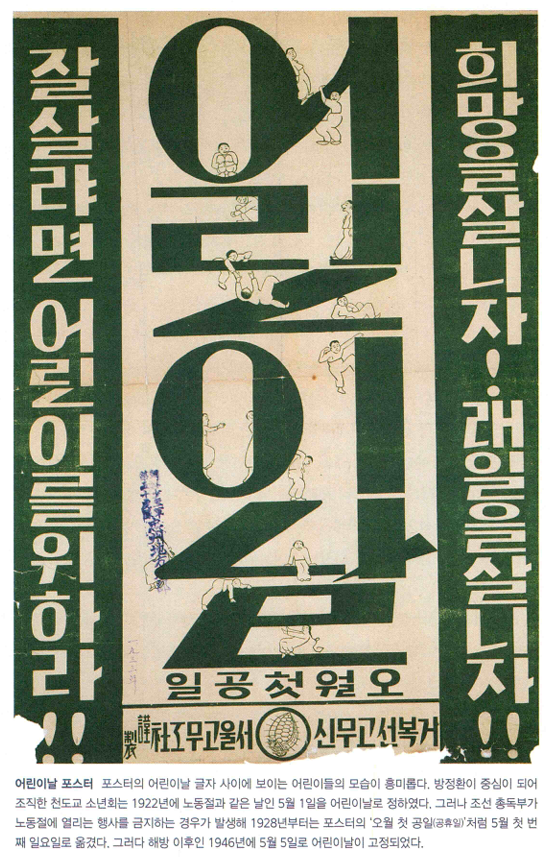 희망을살니자!래일을살니자!!
어린이날
잘살랴면어린이를위하라!!
오월첫공일
거북선고무신 서울고무工社 謹製
어린이날 포스터 포스터의 어린이날 글자 사이에 보이는 어린이들의 모습이 흥미롭다. 방정환이 중심이 되어
조직한 천도교 소년회는 1922년에 노동절과 같은 날인 5월 1일을 어린이날로 정하였다. 그러나 조선 총독부가
노동절에 열리는 행사를 금지하는 경우가 발생해 1928년부터는 포스터의 '오월 첫 공일(공휴일)'처럼 5월 첫 번
째 일요일로 옮겼다. 그러다 해방 이후인 1946년에 5월 5일로 어린이날이 고정되었다.